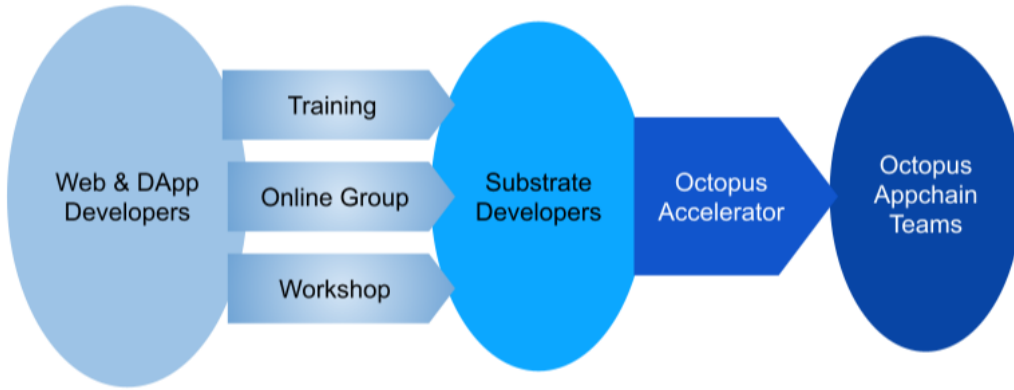 Web & DApp
Developers
Training
Online Group
Workshop
Substrate
Developers
Octopus
Accelerator
Octopus
Appchain
Teams